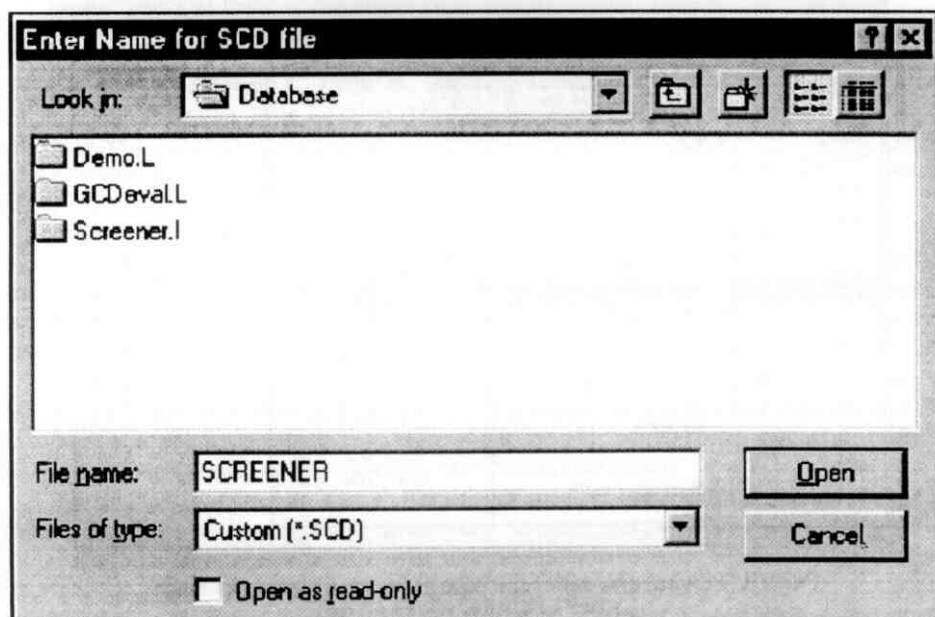 Enter Name for SCD file
Look in: Database
Demo.L
GCDeval.L
Screener.l
File name: SCREENER Open
Files of type: Custom (*.SCD) Cancel
Open as read-only